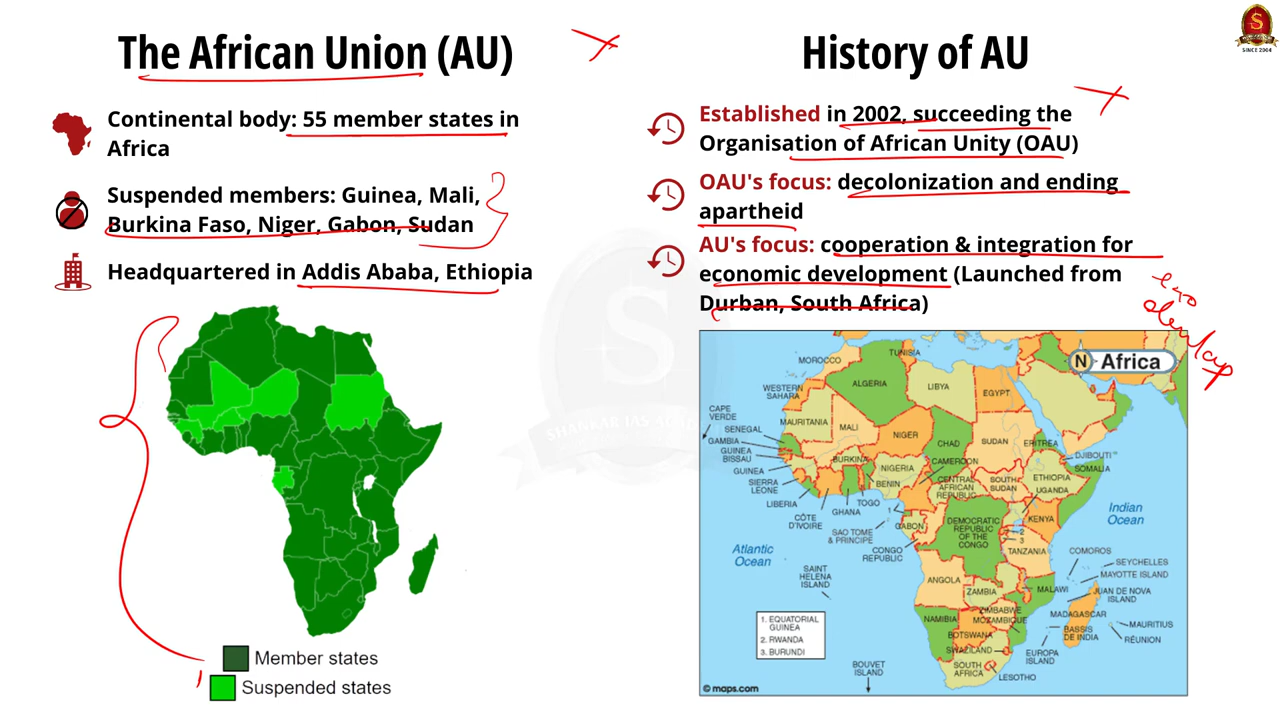 The African Union (AU)
Continental body: 55 member states in
Africa
Suspended members: Guinea, Mali,
Burkina Faso, Niger, Gabon, Sudan
Headquartered in Addis Ababa, Ethiopia
Member states
Suspended states
History of AU
S
SINCE 2004
Established in 2002, succeeding the
Organisation of African Unity (OAU)
OAU's focus: decolonization and ending
apartheid
AU's focus: cooperation & integration for
economic development (Launched from
Durban, South Africa)
SHANKAR IAS ACAD
N Africa
MOROCCO
TUNISIA
ALGERIA
LIBYA
EGYPT
WESTERN
SAHARA
CAPE
VERDE
MAURITANIA
MALI
NIGER
CHAD
SUDAN
ERITREA
SENEGAL
GAMBIA
GUINEA
BISSAU
GUINEA
SIERRA
LEONE
LIBERIA
CÔTE
D'IVOIRE
BURKINA
GHANA
TOGO
BENIN
NIGERIA
CAMEROON
CENTRAL
AFRICAN
REPUBLIC
SOUTH
SUDAN
ETHIOPIA
DJIBOUTI
SOMALIA
UGANDA
KENYA
SAO TOME
& PRINCIPE
1
GABON
CONGO
REPUBLIC
DEMOCRATIC
REPUBLIC
OF THE
CONGO
2
3
TANZANIA
Indian
Ocean
Atlantic
Ocean
SAINT
HELENA
ISLAND
COMOROS
SEYCHELLES
MAYOTTE ISLAND
JUAN DE NOVA
ISLAND
ANGOLA
ZAMBIA
MALAWI
MADAGASCAR
MAURITIUS
RÉUNION
BASSIS
DE INDIA
EUROPA
ISLAND
ZIMBABWE
MOZAMBIQUE
NAMIBIA
BOTSWANA
SWAZILAND
SOUTH
AFRICA
LESOTHO
1. EQUATORIAL
GUINEA
2. RWANDA
3. BURUNDI
BOUVET
ISLAND
© maps.com